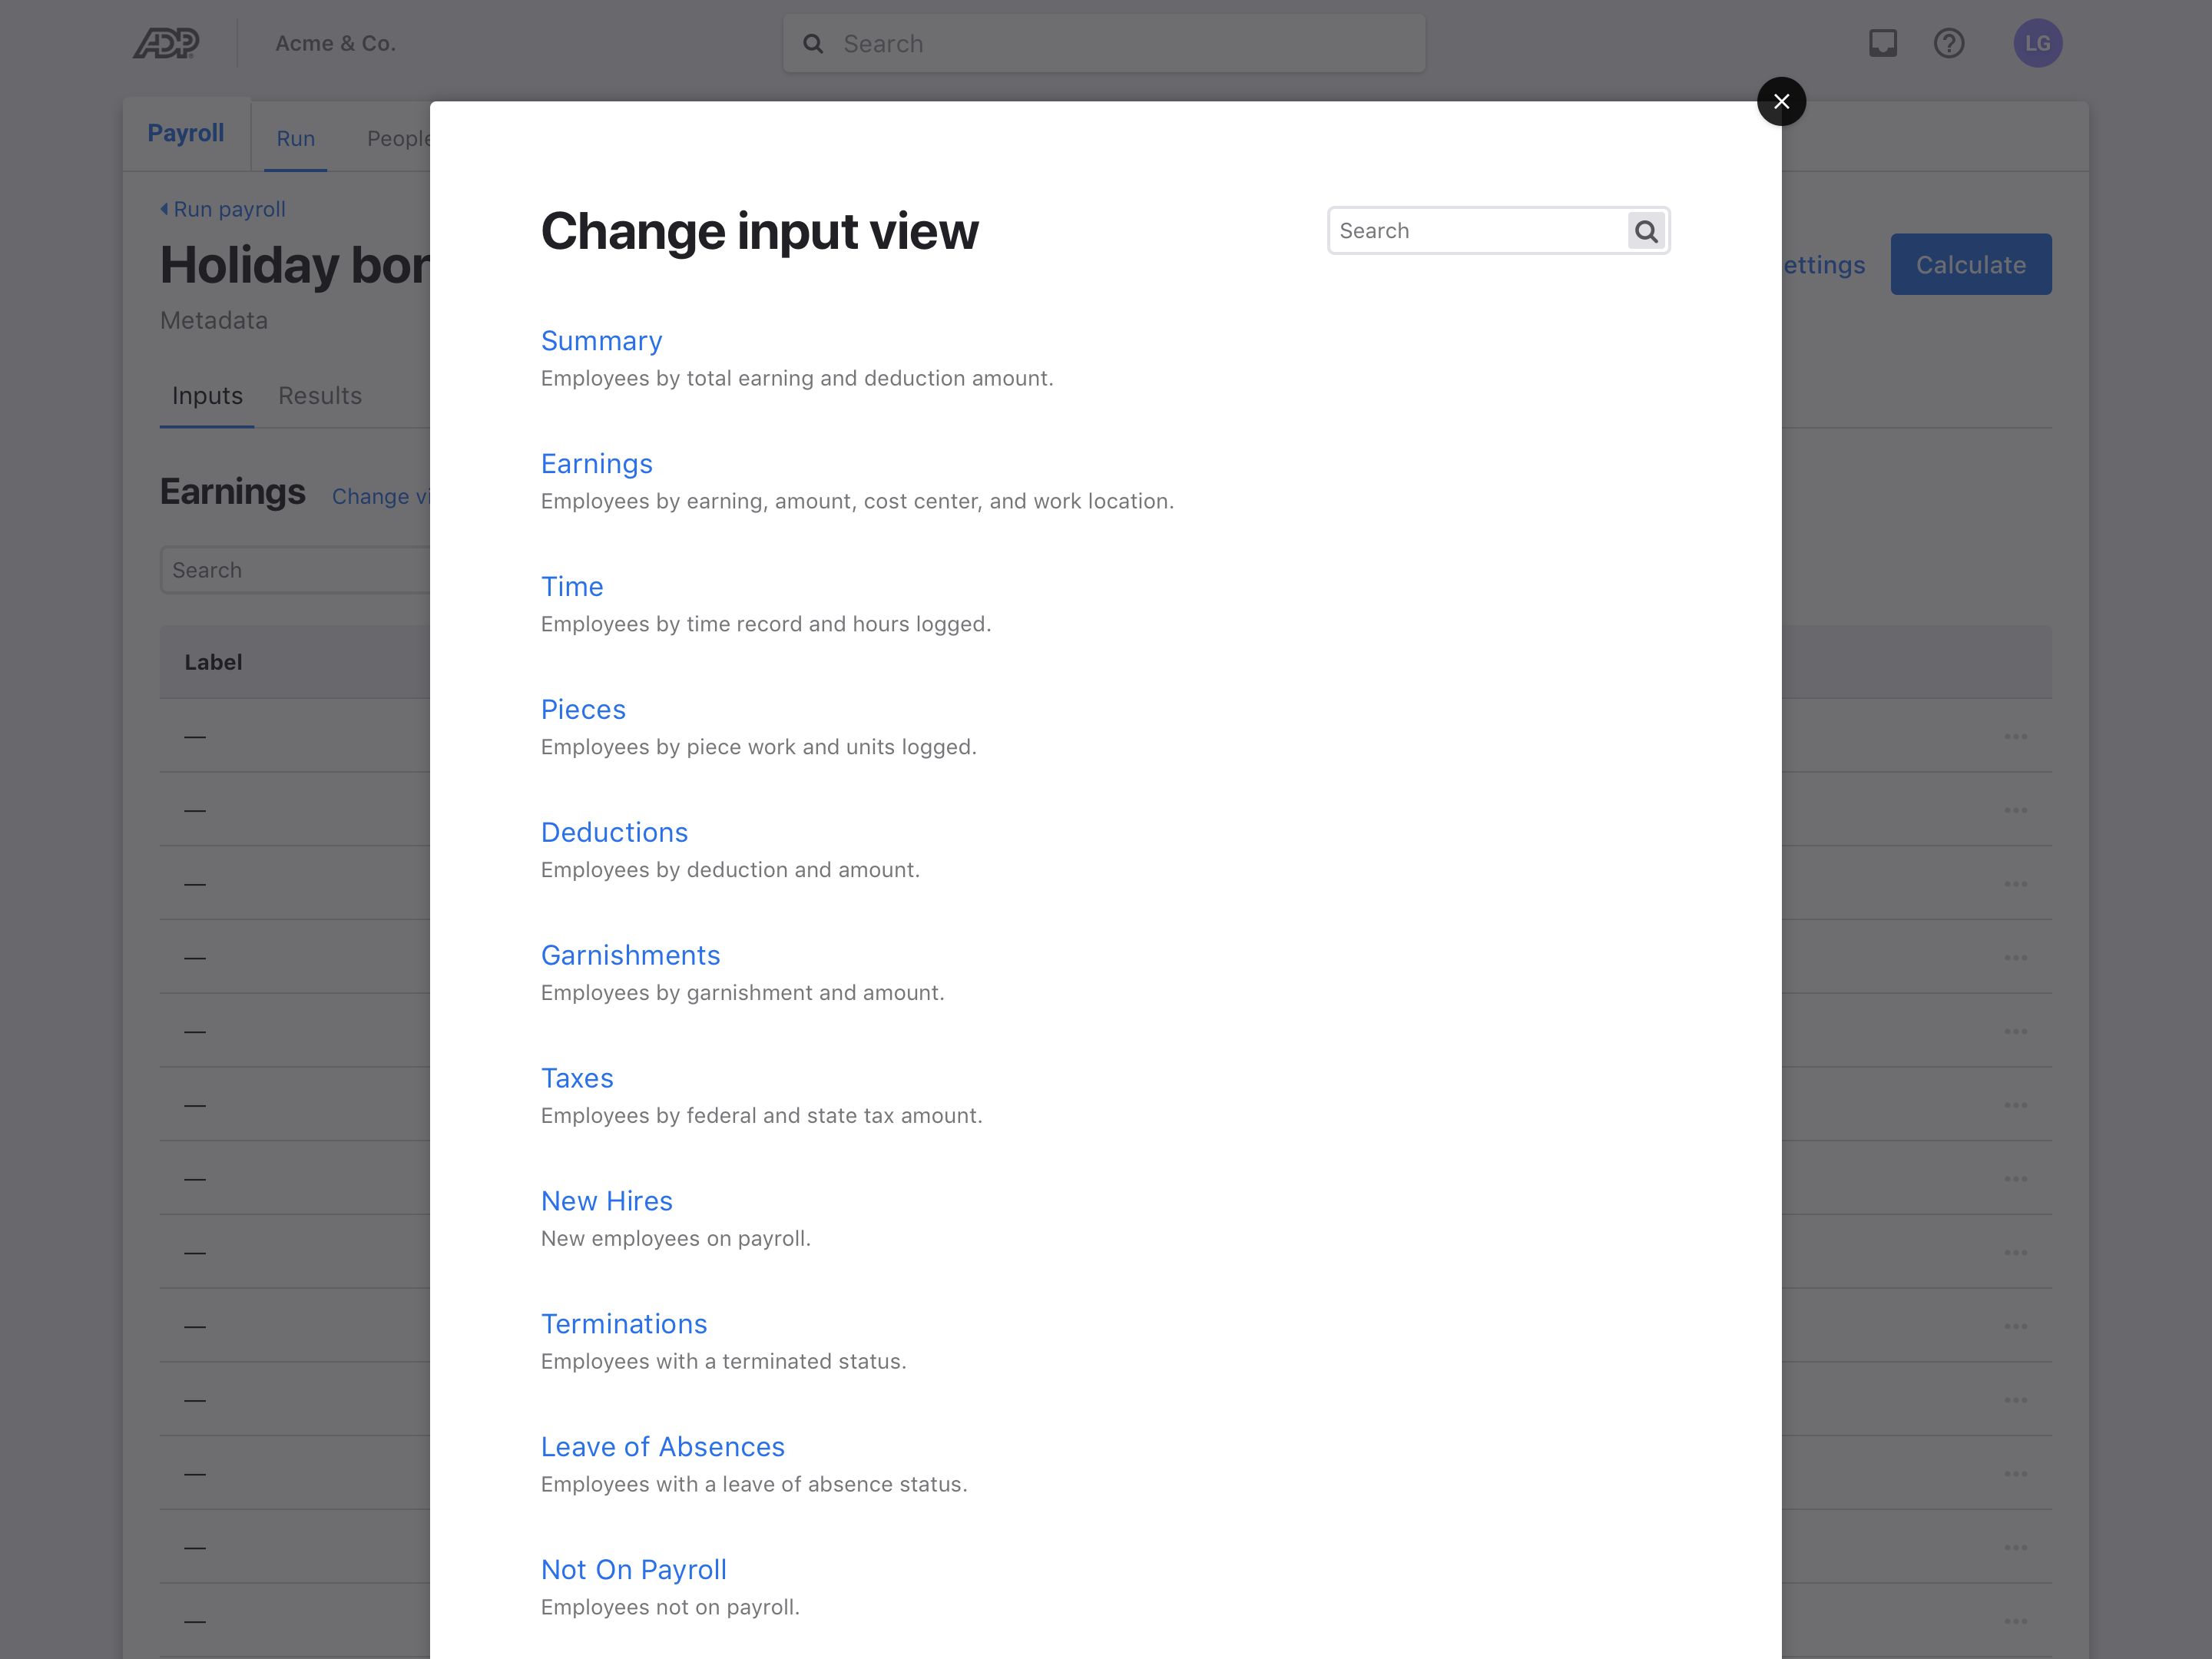 ADP
Acme & Co.
Search
LG
Payroll
Run
People
Run payroll
Holiday bon
ettings
Calculate
Metadata
Inputs
Results
Earnings
Change vi
Search
Label
Change input view
Search
Summary
Employees by total earning and deduction amount.
Earnings
Employees by earning, amount, cost center, and work location.
Time
Employees by time record and hours logged.
Pieces
Employees by piece work and units logged.
Deductions
Employees by deduction and amount.
Garnishments
Employees by garnishment and amount.
Taxes
Employees by federal and state tax amount.
New Hires
New employees on payroll.
Terminations
Employees with a terminated status.
Leave of Absences
Employees with a leave of absence status.
Not On Payroll
Employees not on payroll.